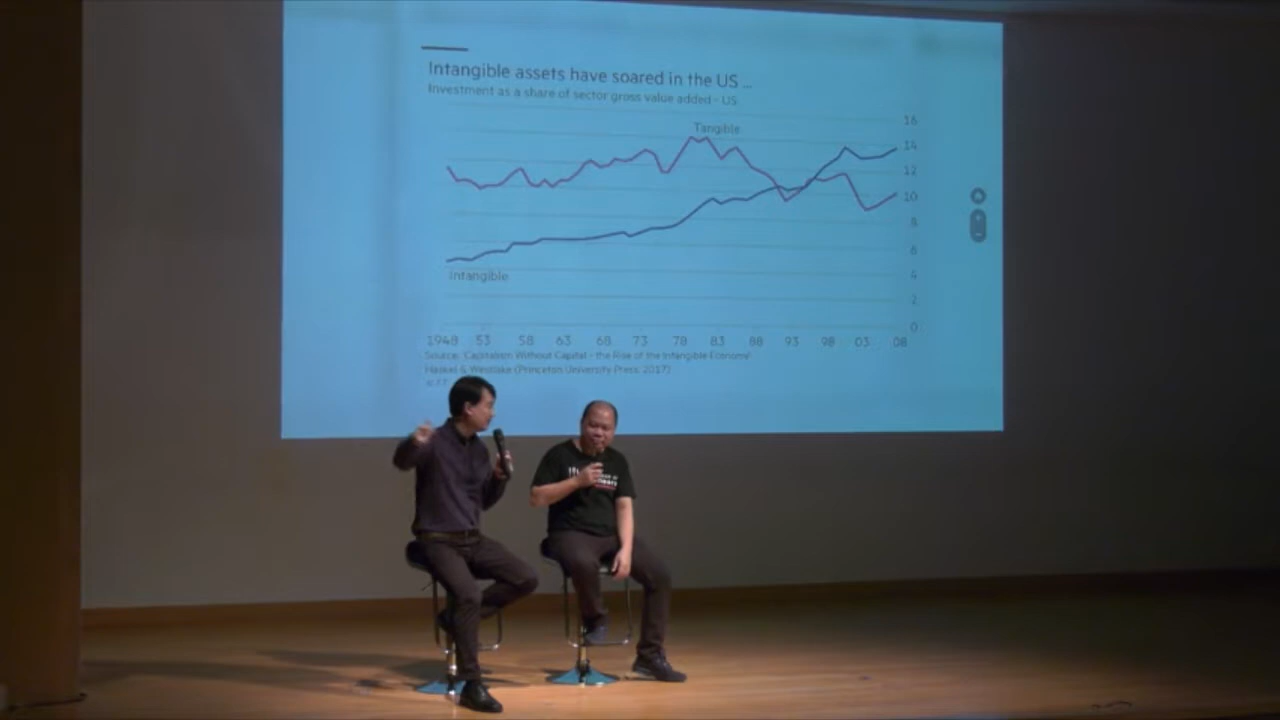 Intangible assets have soared in the US ...
Investment as a share of sector gross value added - US
16
Tangible
14
12
10
8
6
Intangible
4
2
0
1948 53 58 63 68 73 78 83 88 93 98 03 08
Source: 'Capitalism Without Capital - the Rise of the Intangible Economy'
Haskel & Westlake (Princeton University Press, 2017)